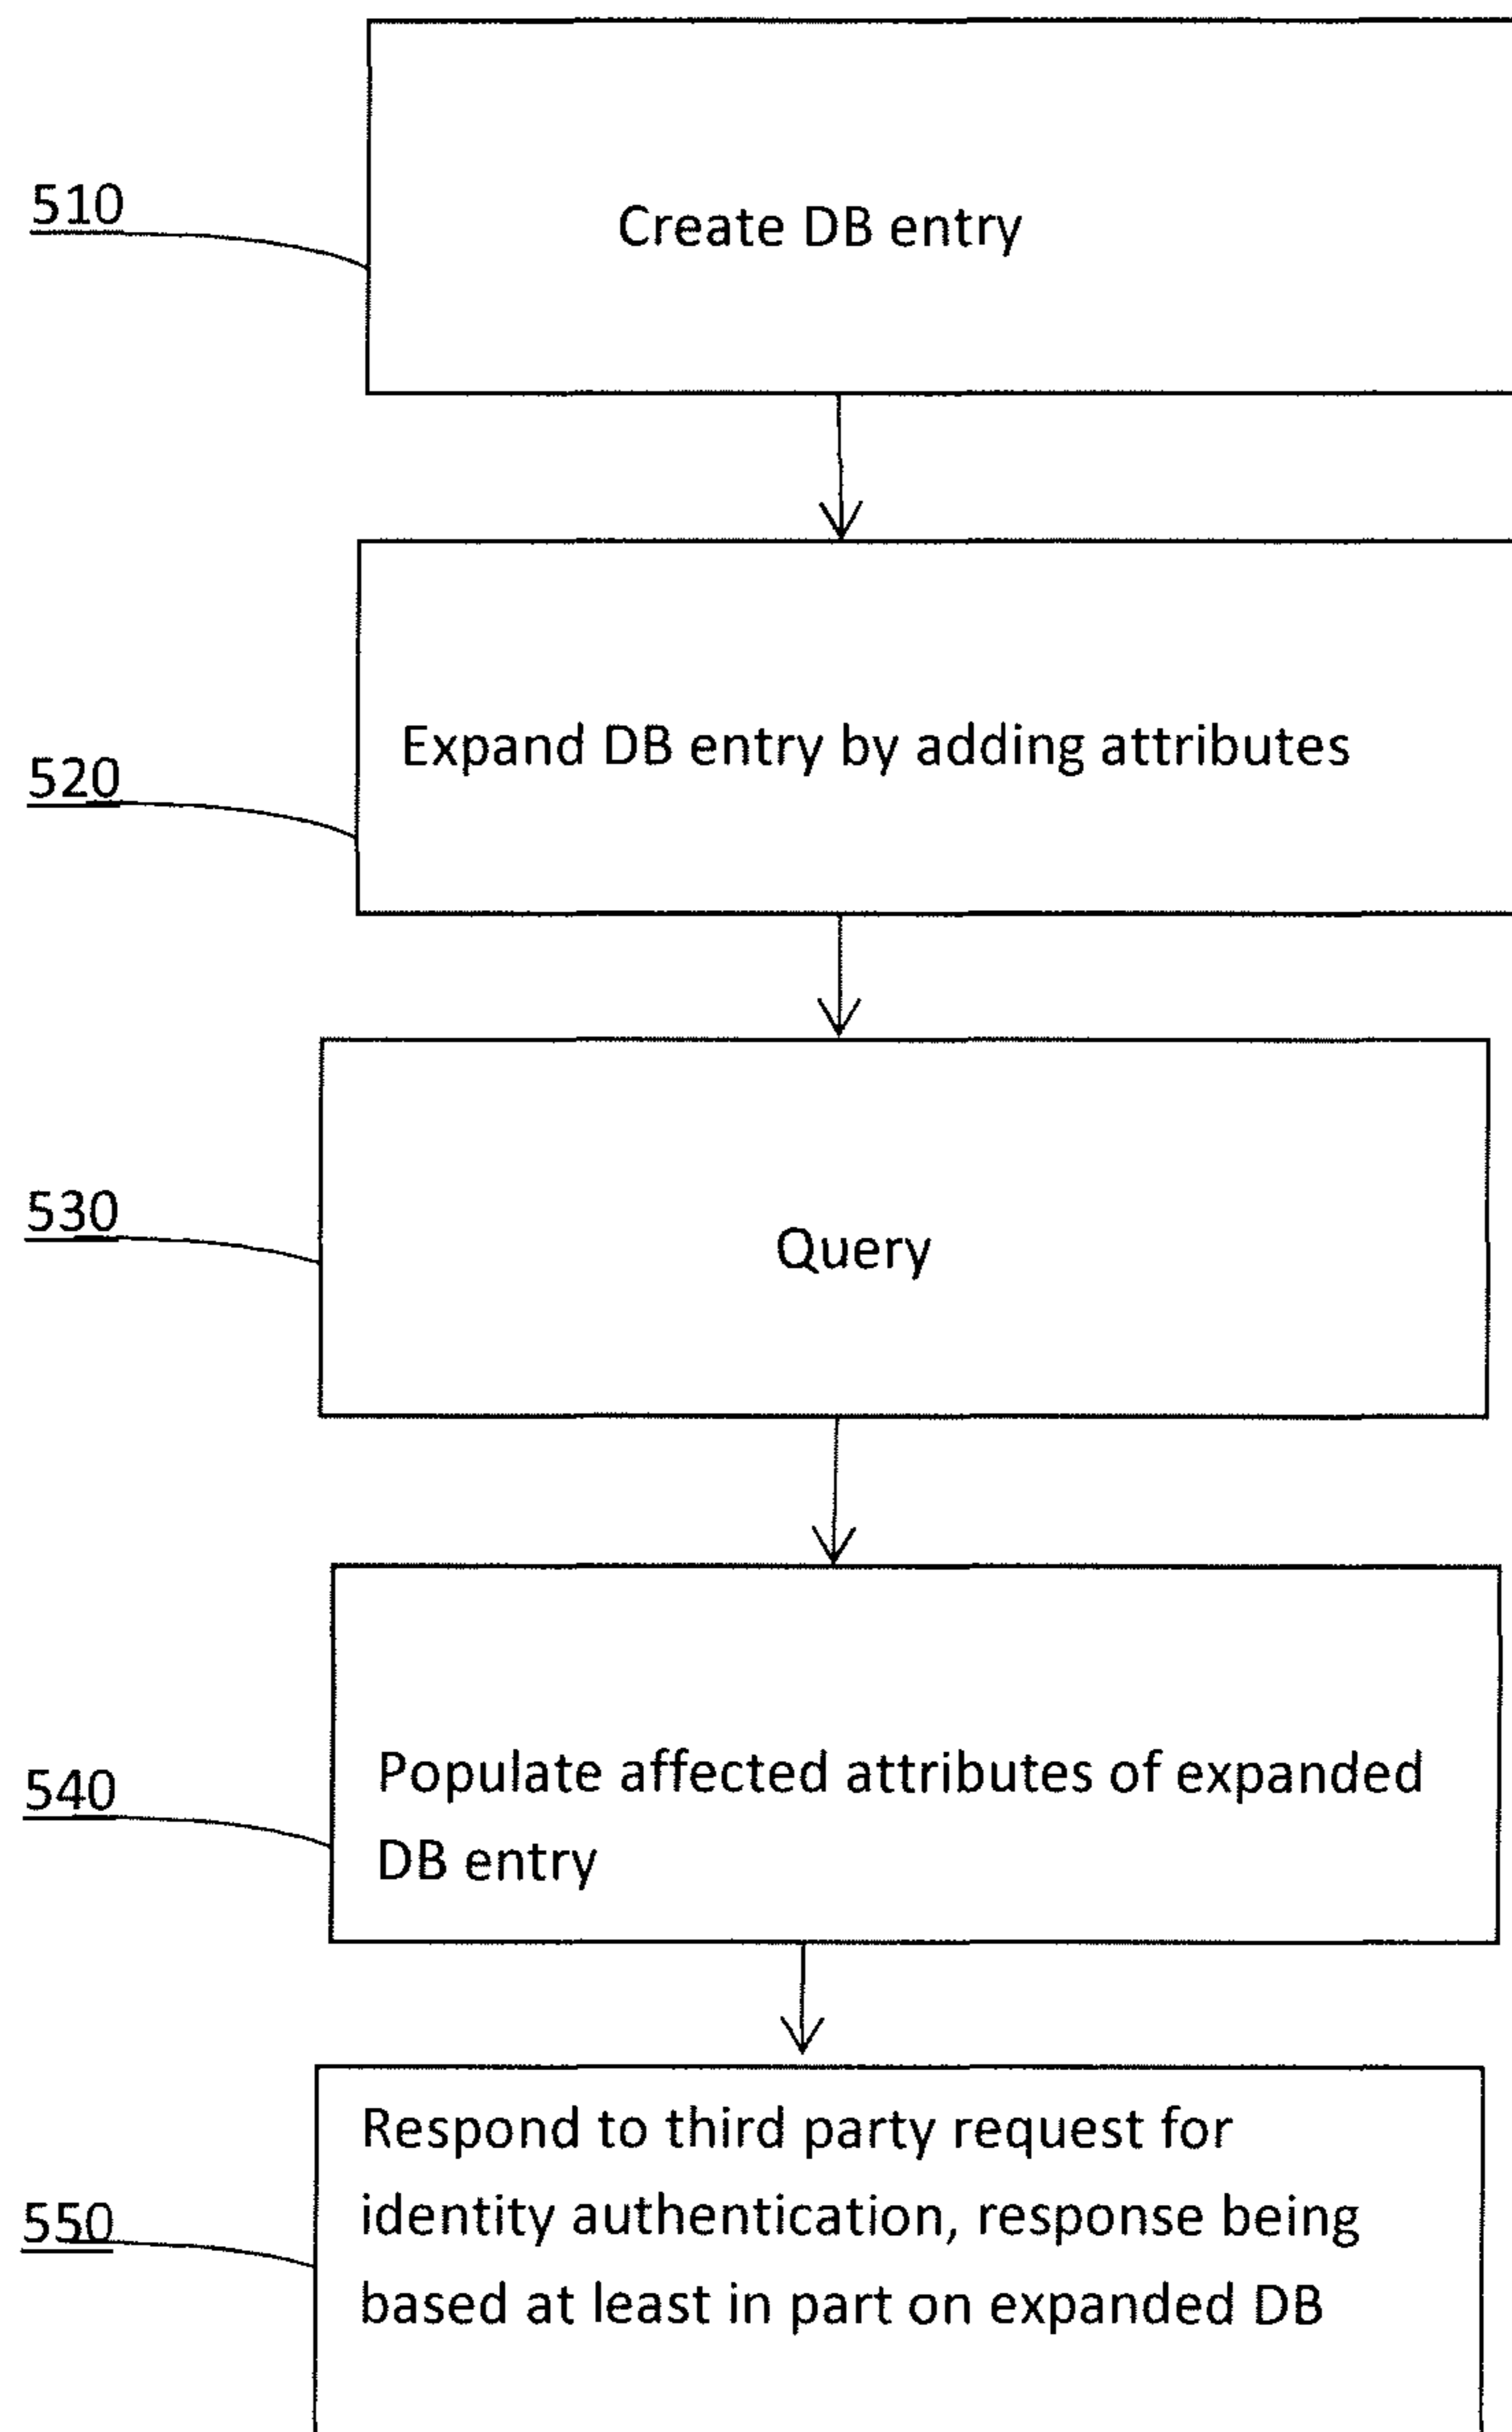 510
Create DB entry
520
Expand DB entry by adding attributes
530
Query
540
Populate affected attributes of expanded
DB entry
550
Respond to third party request for
identity authentication, response being
based at least in part on expanded DB